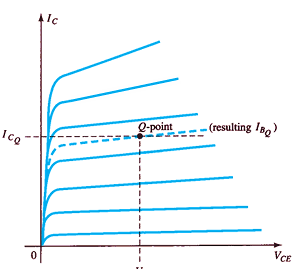 I_C
Q-point
(resulting I_BQ)
I_CQ
0
V_CE